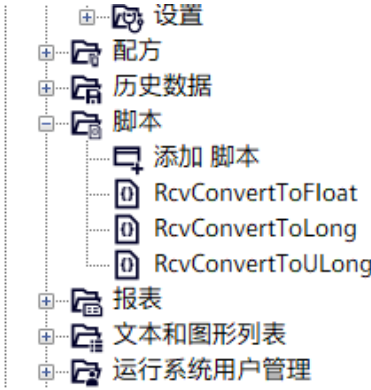 设置
配方
历史数据
脚本
添加 脚本
RcvConvertToFloat
RcvConvertToLong
RcvConvertToULong
报表
文本和图形列表
运行系统用户管理